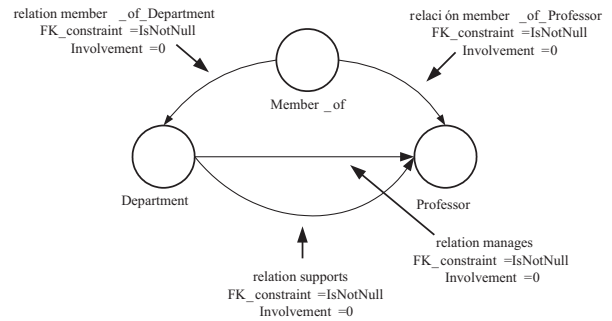 relation member _of_Department
FK_constraint =IsNotNull
Involvement =0
relaci ón member _of_Professor
FK_constraint =IsNotNull
Involvement =0
Member _of
Department
Professor
relation manages
FK_constraint =IsNotNull
Involvement =0
relation supports
FK_constraint =IsNotNull
Involvement =0